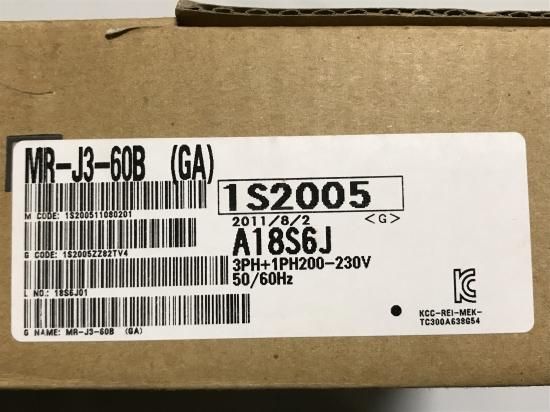 MR-J3-60B (GA)
1S2005
M CODE: 1S200511080201
2011/8/2 <G>
A18S6J
G CODE: 1S2005ZZ82TV4
3PH+1PH200-230V
50/60Hz
L NO.: 18S6J01
KCC-REI-MEK-
TC300A638G54
G NAME: MR-J3-60B (GA)